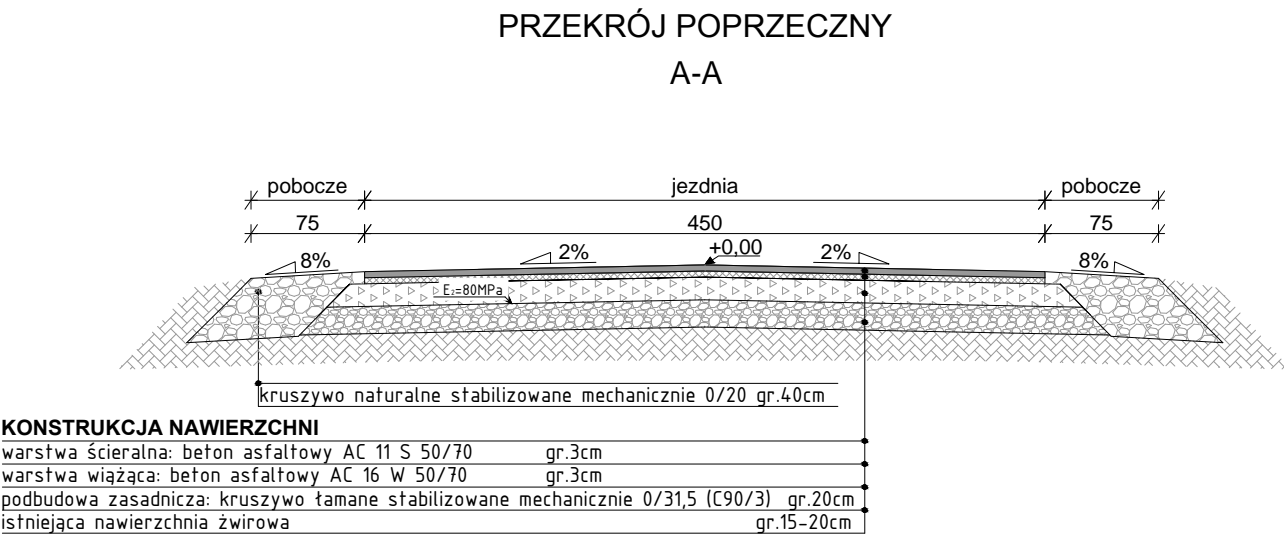 PRZEKRÓJ POPRZECZNY
A-A
pobocze jezdnia pobocze
75 450 75
8% 2% +0,00 2% 8%
E₂=80MPa
kruszywo naturalne stabilizowane mechanicznie 0/20 gr.40cm
KONSTRUKCJA NAWIERZCHNI
warstwa ścieralna: beton asfaltowy AC 11 S 50/70 gr.3cm
warstwa wiążąca: beton asfaltowy AC 16 W 50/70 gr.3cm
podbudowa zasadnicza: kruszywo łamane stabilizowane mechanicznie 0/31,5 (C90/3) gr.20cm
istniejąca nawierzchnia żwirowa gr.15-20cm